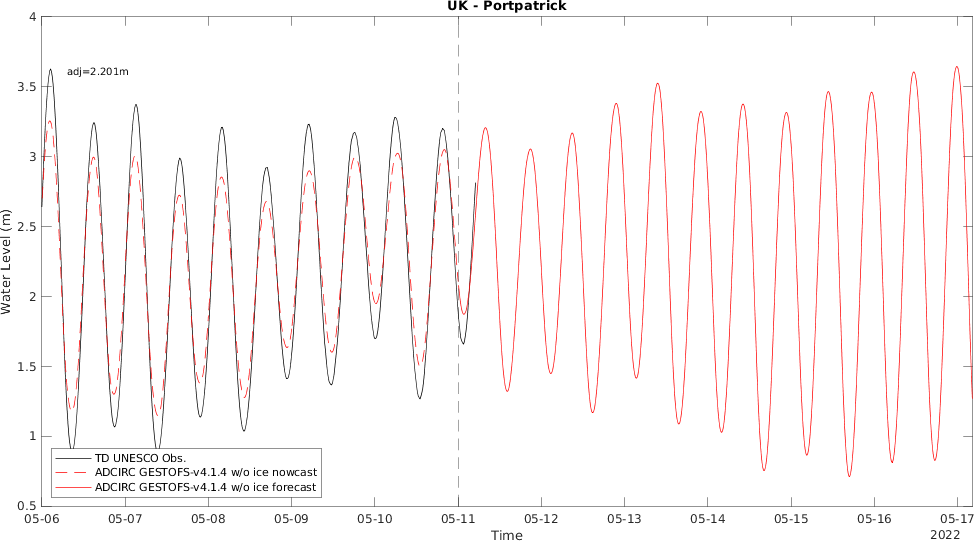 UK - Portpatrick
4
3.5
3
2.5
2
1.5
1
0.5
Water Level (m)
adj=2.201m
TD UNESCO Obs.
ADCIRC GESTOFS-v4.1.4 w/o ice nowcast
ADCIRC GESTOFS-v4.1.4 w/o ice forecast
05-06 05-07 05-08 05-09 05-10 05-11 05-12 05-13 05-14 05-15 05-16 05-17
Time
2022